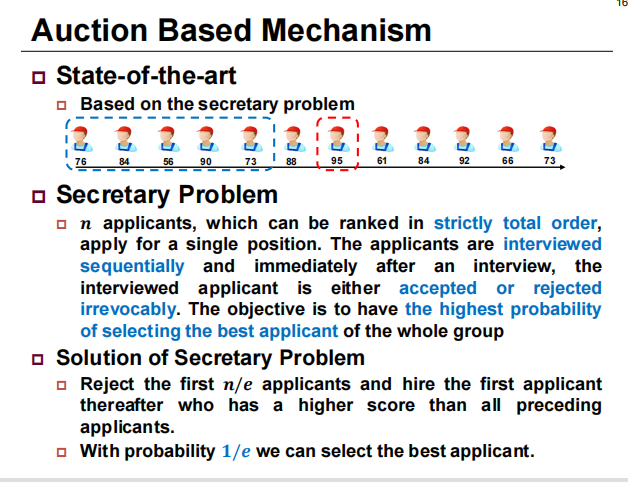 16
Auction Based Mechanism
State-of-the-art
Based on the secretary problem
76 84 56 90 73 88 95 61 84 92 66 73
Secretary Problem
n applicants, which can be ranked in strictly total order,
apply for a single position. The applicants are interviewed
sequentially and immediately after an interview, the
interviewed applicant is either accepted or rejected
irrevocably. The objective is to have the highest probability
of selecting the best applicant of the whole group
Solution of Secretary Problem
Reject the first n/e applicants and hire the first applicant
thereafter who has a higher score than all preceding
applicants.
With probability 1/e we can select the best applicant.